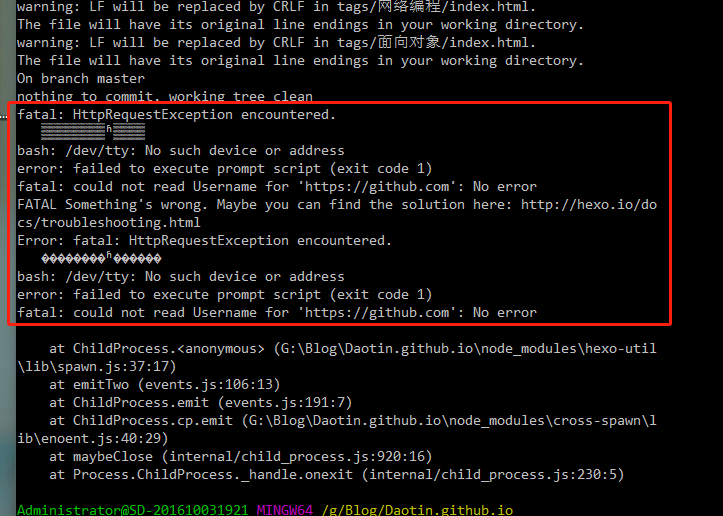 warning: LF will be replaced by CRLF in tags/网络编程/index.html.
The file will have its original line endings in your working directory.
warning: LF will be replaced by CRLF in tags/面向对象/index.html.
The file will have its original line endings in your working directory.
On branch master
nothing to commit, working tree clean
fatal: HttpRequestException encountered.
bash: /dev/tty: No such device or address
error: failed to execute prompt script (exit code 1)
fatal: could not read Username for 'https://github.com': No error
FATAL Something's wrong. Maybe you can find the solution here: http://hexo.io/do
cs/troubleshooting.html
Error: fatal: HttpRequestException encountered.
��������ʱ������
bash: /dev/tty: No such device or address
error: failed to execute prompt script (exit code 1)
fatal: could not read Username for 'https://github.com': No error
at ChildProcess.<anonymous> (G:\Blog\Daotin.github.io\node_modules\hexo-util
\lib\spawn.js:37:17)
at emitTwo (events.js:106:13)
at ChildProcess.emit (events.js:191:7)
at ChildProcess.cp.emit (G:\Blog\Daotin.github.io\node_modules\cross-spawn\l
ib\enoent.js:40:29)
at maybeClose (internal/child_process.js:920:16)
at Process.ChildProcess._handle.onexit (internal/child_process.js:230:5)
Administrator@SD-201610031921 MINGW64 /g/Blog/Daotin.github.io